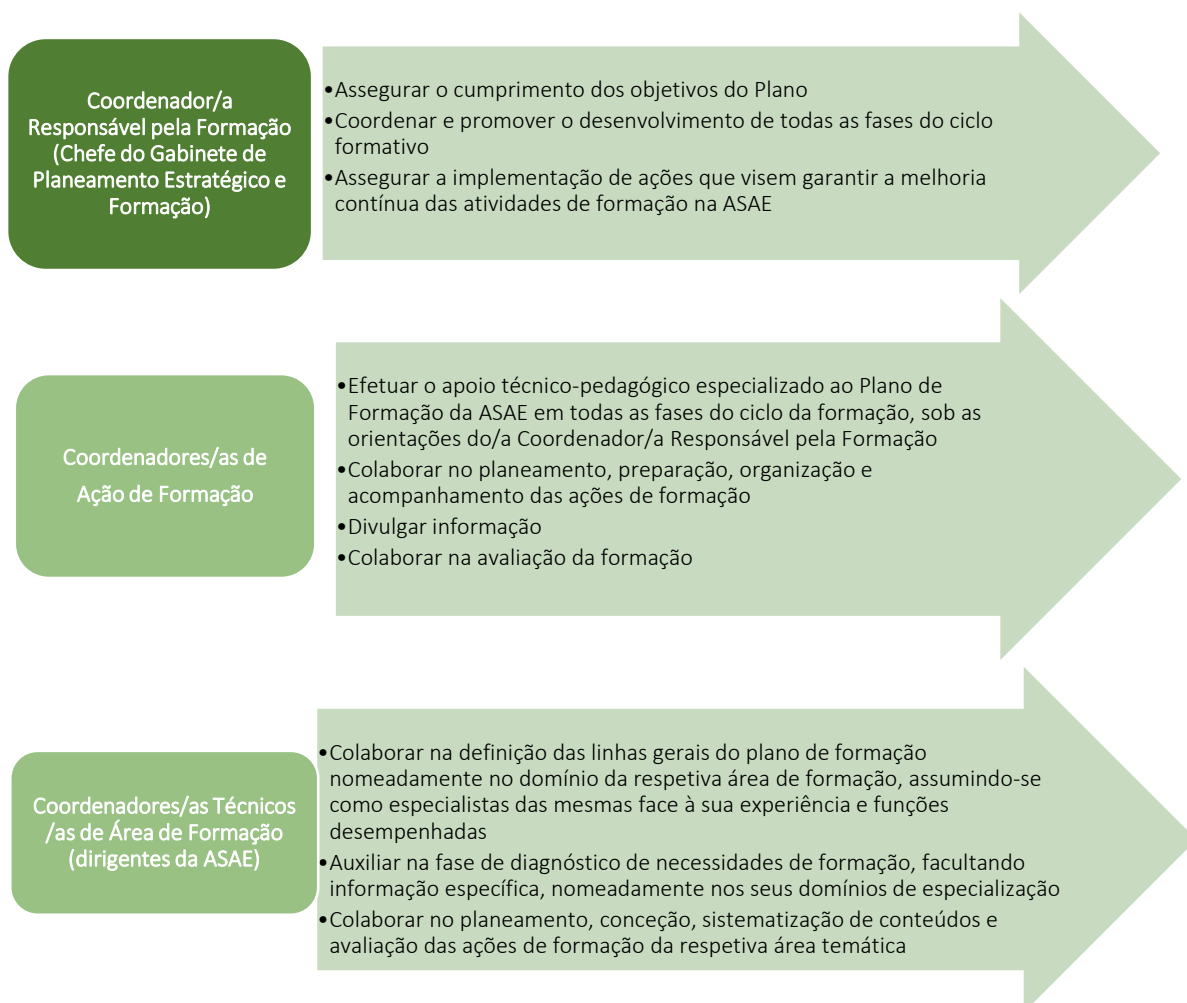 Coordenador/a
Responsável pela Formação
(Chefe do Gabinete de
Planeamento Estratégico e
Formação)
•Assegurar o cumprimento dos objetivos do Plano
•Coordenar e promover o desenvolvimento de todas as fases do ciclo
formativo
•Assegurar a implementação de ações que visem garantir a melhoria
contínua das atividades de formação na ASAE
Coordenadores/as de
Ação de Formação
•Efetuar o apoio técnico-pedagógico especializado ao Plano de
Formação da ASAE em todas as fases do ciclo da formação, sob as
orientações do/a Coordenador/a Responsável pela Formação
•Colaborar no planeamento, preparação, organização e
acompanhamento das ações de formação
•Divulgar informação
•Colaborar na avaliação da formação
Coordenadores/as Técnicos
/as de Área de Formação
(dirigentes da ASAE)
•Colaborar na definição das linhas gerais do plano de formação
nomeadamente no domínio da respetiva área de formação, assumindo-se
como especialistas das mesmas face à sua experiência e funções
desempenhadas
•Auxiliar na fase de diagnóstico de necessidades de formação, facultando
informação específica, nomeadamente nos seus domínios de especialização
•Colaborar no planeamento, conceção, sistematização de conteúdos e
avaliação das ações de formação da respetiva área temática